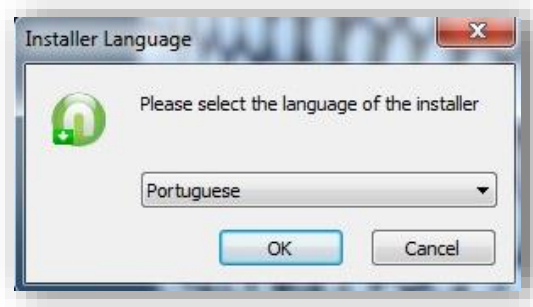 Installer Language
Please select the language of the installer
Portuguese
OK
Cancel